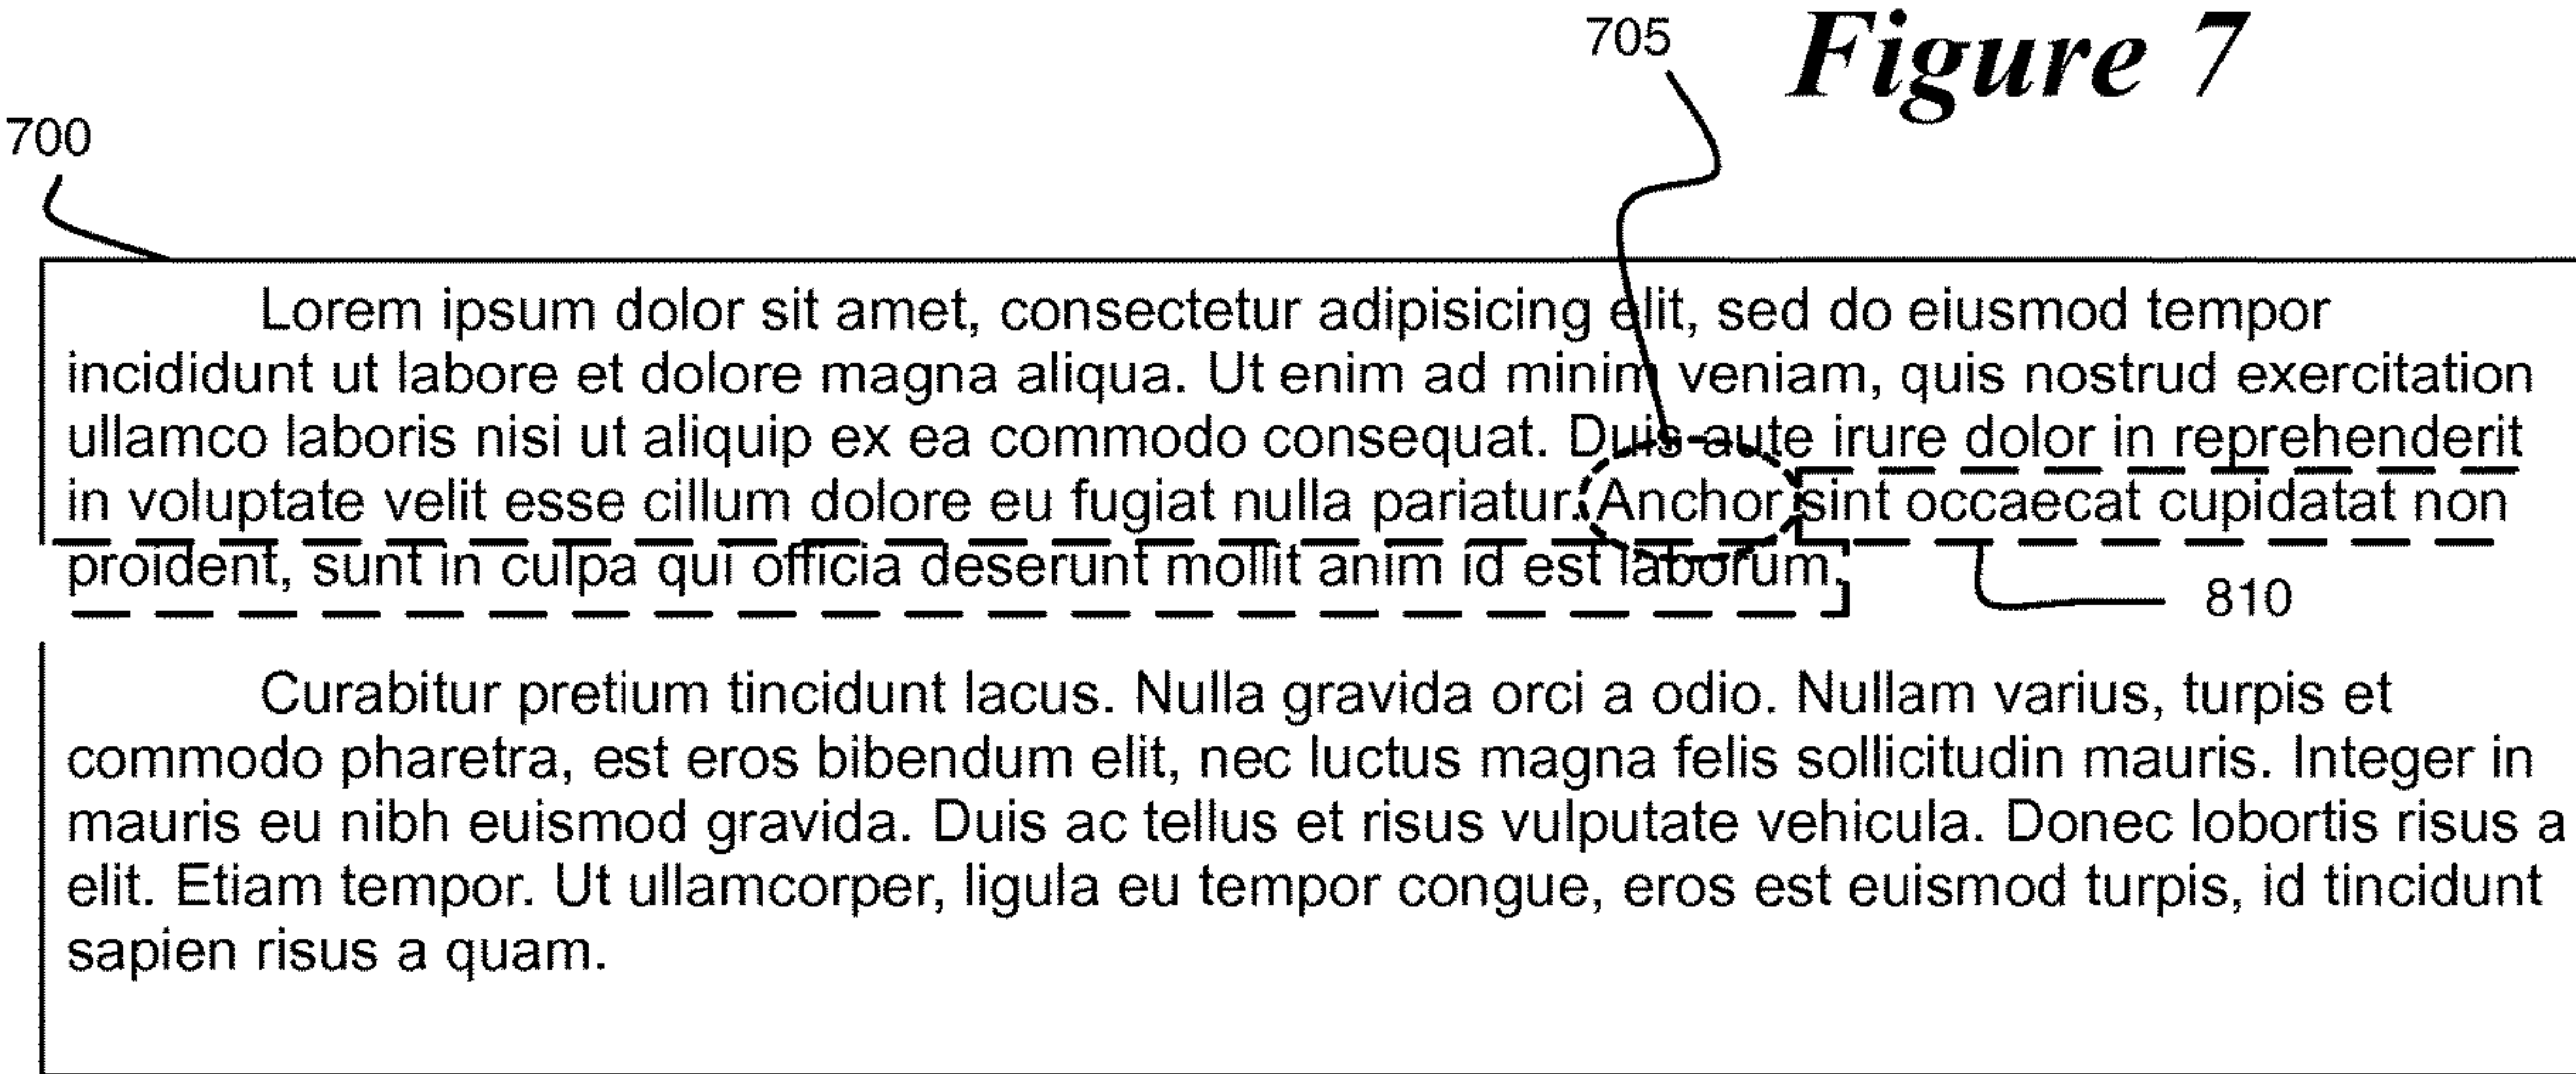 705
Figure 7
700
Lorem ipsum dolor sit amet, consectetur adipisicing elit, sed do eiusmod tempor
incididunt ut labore et dolore magna aliqua. Ut enim ad minim veniam, quis nostrud exercitation
ullamco laboris nisi ut aliquip ex ea commodo consequat. Duis aute irure dolor in reprehenderit
in voluptate velit esse cillum dolore eu fugiat nulla pariatur. Anchor sint occaecat cupidatat non
proident, sunt in culpa qui officia deserunt mollit anim id est laborum.
810
Curabitur pretium tincidunt lacus. Nulla gravida orci a odio. Nullam varius, turpis et
commodo pharetra, est eros bibendum elit, nec luctus magna felis sollicitudin mauris. Integer in
mauris eu nibh euismod gravida. Duis ac tellus et risus vulputate vehicula. Donec lobortis risus a
elit. Etiam tempor. Ut ullamcorper, ligula eu tempor congue, eros est euismod turpis, id tincidunt
sapien risus a quam.